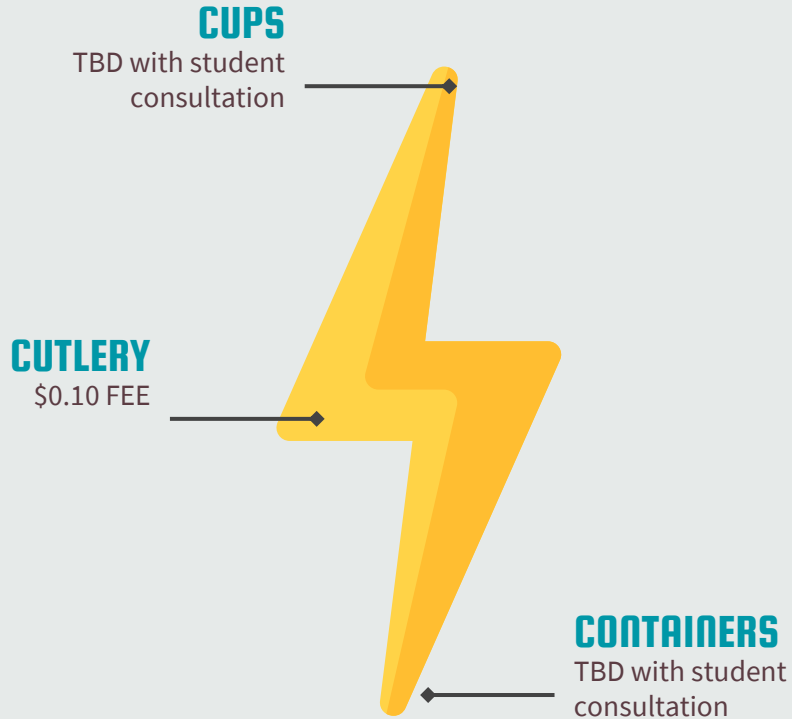 CUPS
TBD with student
consultation
CUTLERY
$0.10 FEE
CONTAINERS
TBD with student
consultation